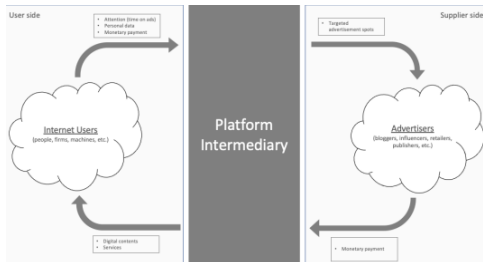 User side
Supplier side
• Attention (time on ads)
• Personal data
• Monetary payment
• Targeted
advertisement spots
Internet Users
(people, firms, machines, etc.)
Platform
Intermediary
Advertisers
(bloggers, influencers, retailers,
publishers, etc.)
• Digital contents
• Services
• Monetary payment